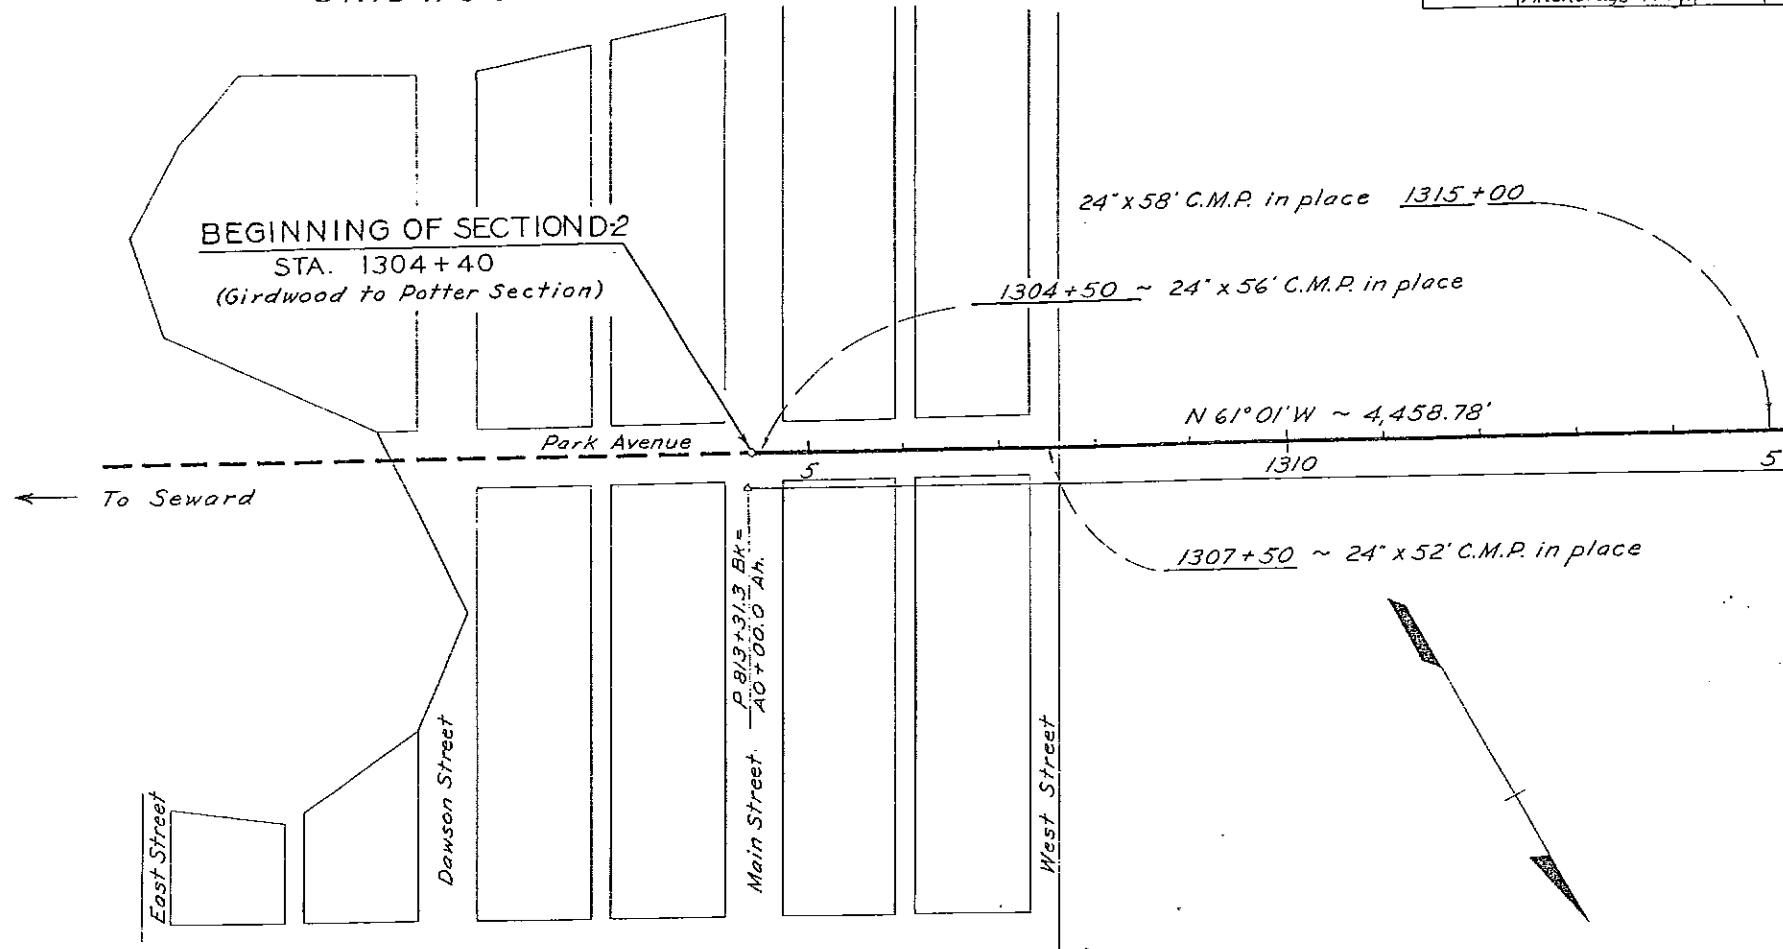 BEGINNING OF SECTION D-2
STA. 1304+40
(Girdwood to Potter Section)
24" x 58' C.M.P. in place 1315+00
1304+50 ~ 24" x 56' C.M.P. in place
N 61° 01' W ~ 4,458.78'
Park Avenue
5
1310
5
To Seward
1307+50 ~ 24" x 52' C.M.P. in place
P 813+31.3 Bk =
A0+00.0 Ah.
East Street
Dawson Street
Main Street
West Street